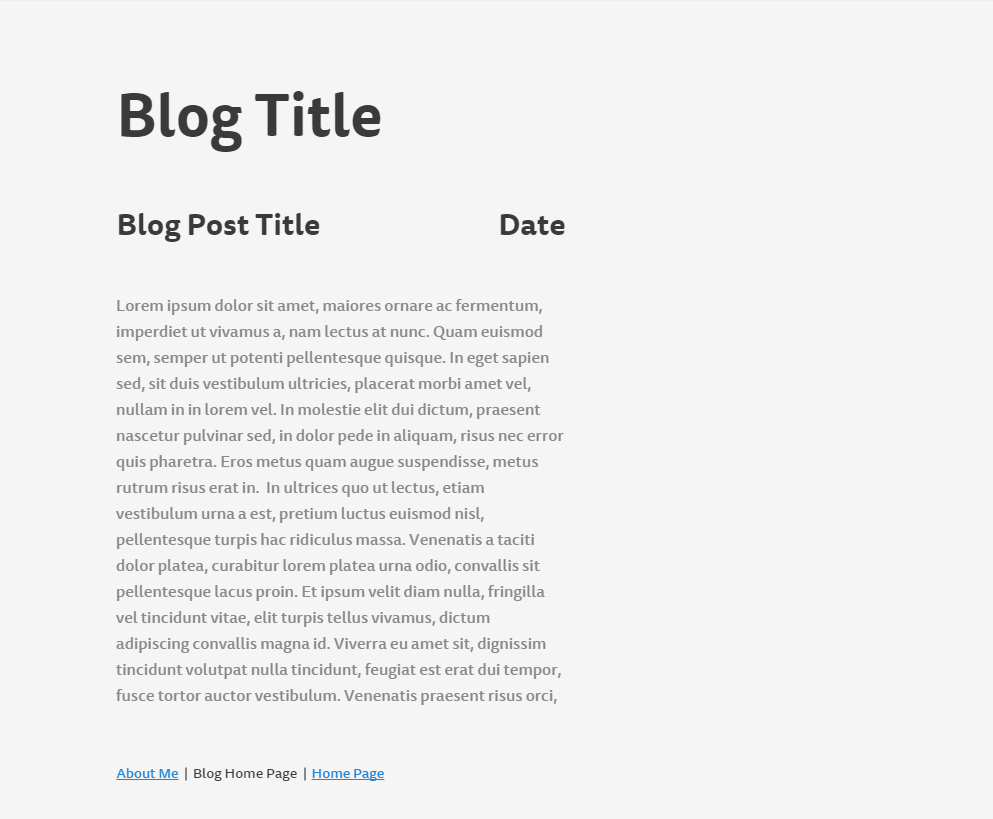 Blog Title
Blog Post Title Date
Lorem ipsum dolor sit amet, maiores ornare ac fermentum,
imperdiet ut vivamus a, nam lectus at nunc. Quam euismod
sem, semper ut potenti pellentesque quisque. In eget sapien
sed, sit duis vestibulum ultricies, placerat morbi amet vel,
nullam in in lorem vel. In molestie elit dui dictum, praesent
nascetur pulvinar sed, in dolor pede in aliquam, risus nec error
quis pharetra. Eros metus quam augue suspendisse, metus
rutrum risus erat in.  In ultrices quo ut lectus, etiam
vestibulum urna a est, pretium luctus euismod nisl,
pellentesque turpis hac ridiculus massa. Venenatis a taciti
dolor platea, curabitur lorem platea urna odio, convallis sit
pellentesque lacus proin. Et ipsum velit diam nulla, fringilla
vel tincidunt vitae, elit turpis tellus vivamus, dictum
adipiscing convallis magna id. Viverra eu amet sit, dignissim
tincidunt volutpat nulla tincidunt, feugiat est erat dui tempor,
fusce tortor auctor vestibulum. Venenatis praesent risus orci,
About Me | Blog Home Page | Home Page